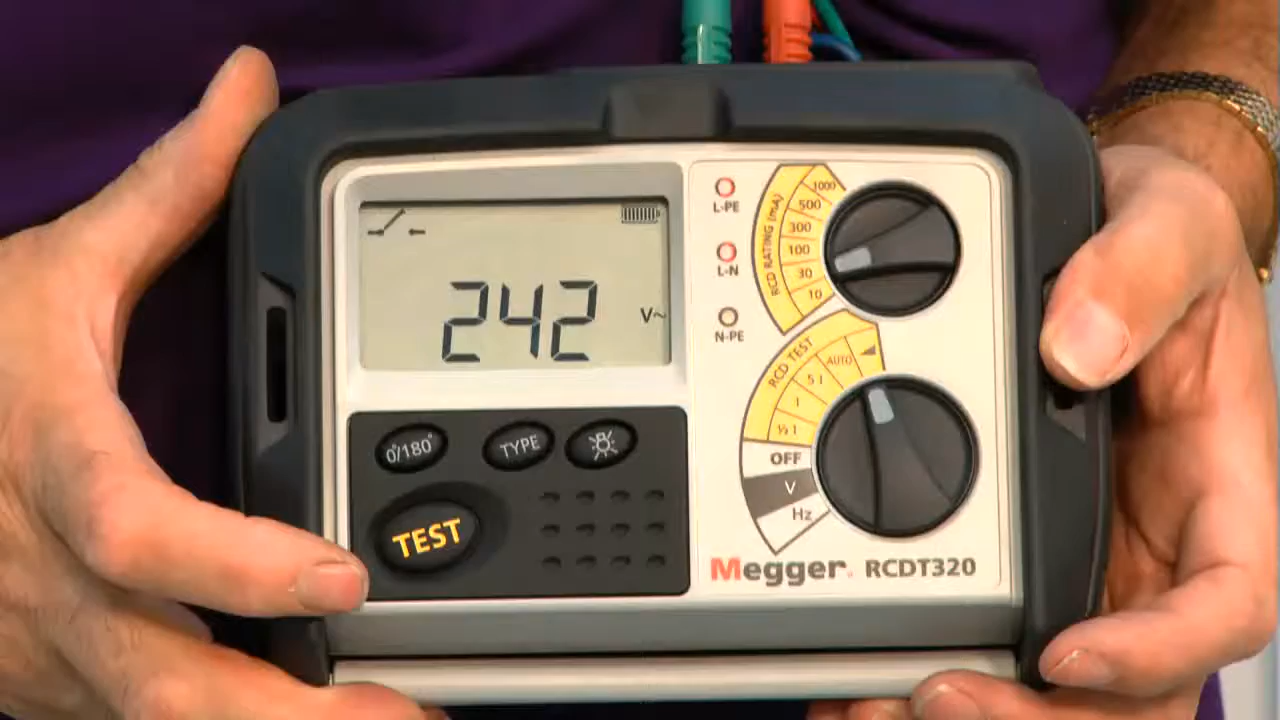 242 V~
0°/180°
TYPE
TEST
L-PE
L-N
N-PE
RCD RATING (mA)
1000
500
300
100
30
10
RCD TEST
AUTO
5 I
I
½ I
OFF
V
Hz
Megger RCDT320